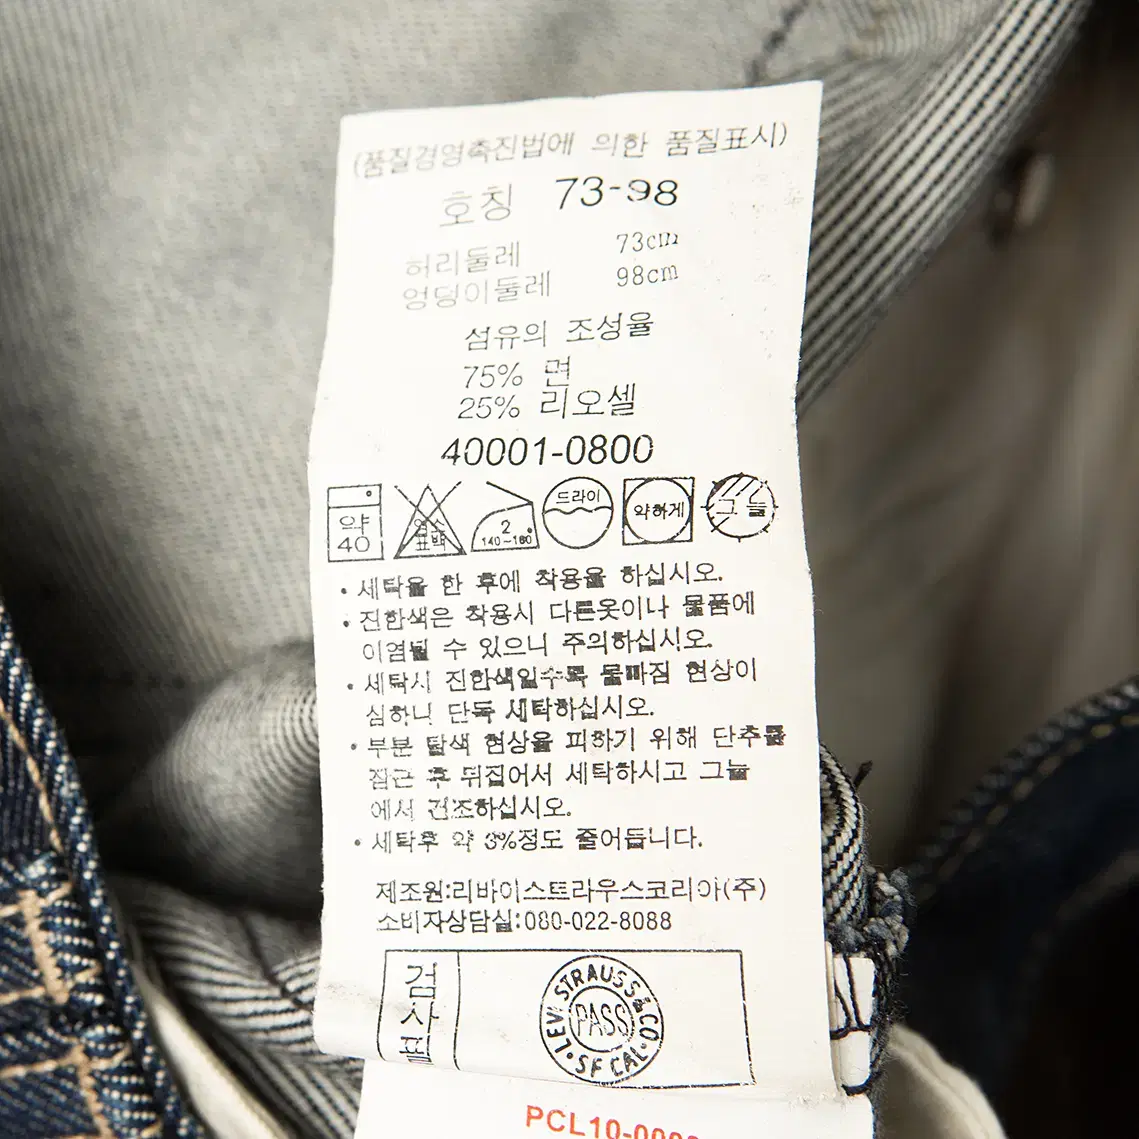 (품질경영촉진법에 의한 품질표시)
호칭 73-98
허리둘레 73cm
엉덩이둘레 98cm
섬유의 조성율
75% 면
25% 리오셀
40001-0800
약 40
염소 표백
2 140~160
드라이
약하게
그늘
• 세탁을 한 후에 착용을 하십시오.
• 진한색은 착용시 다른옷이나 물품에
이염될 수 있으니 주의하십시오.
• 세탁시 진한색일수록 물빠짐 현상이
심하니 단독 세탁하십시오.
• 부분 탈색 현상을 피하기 위해 단추를
잠근 후 뒤집어서 세탁하시고 그늘
에서 건조하십시오.
• 세탁후 약 3%정도 줄어듭니다.
제조원:리바이스트라우스코리아(주)
소비자상담실:080-022-8088
검사필
LEVI STRAUSS & CO
PASS
SF CAL